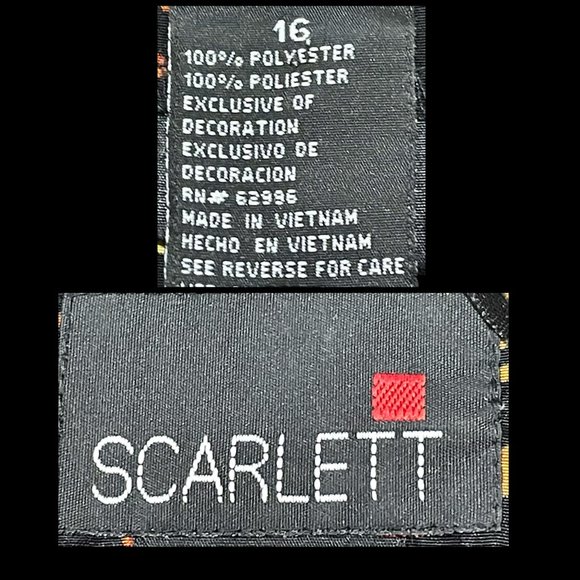 16
100% POLYESTER
100% POLIESTER
EXCLUSIVE OF
DECORATION
EXCLUSIVO DE
DECORACION
RN# 62996
MADE IN VIETNAM
HECHO EN VIETNAM
SEE REVERSE FOR CARE
SCARLETT